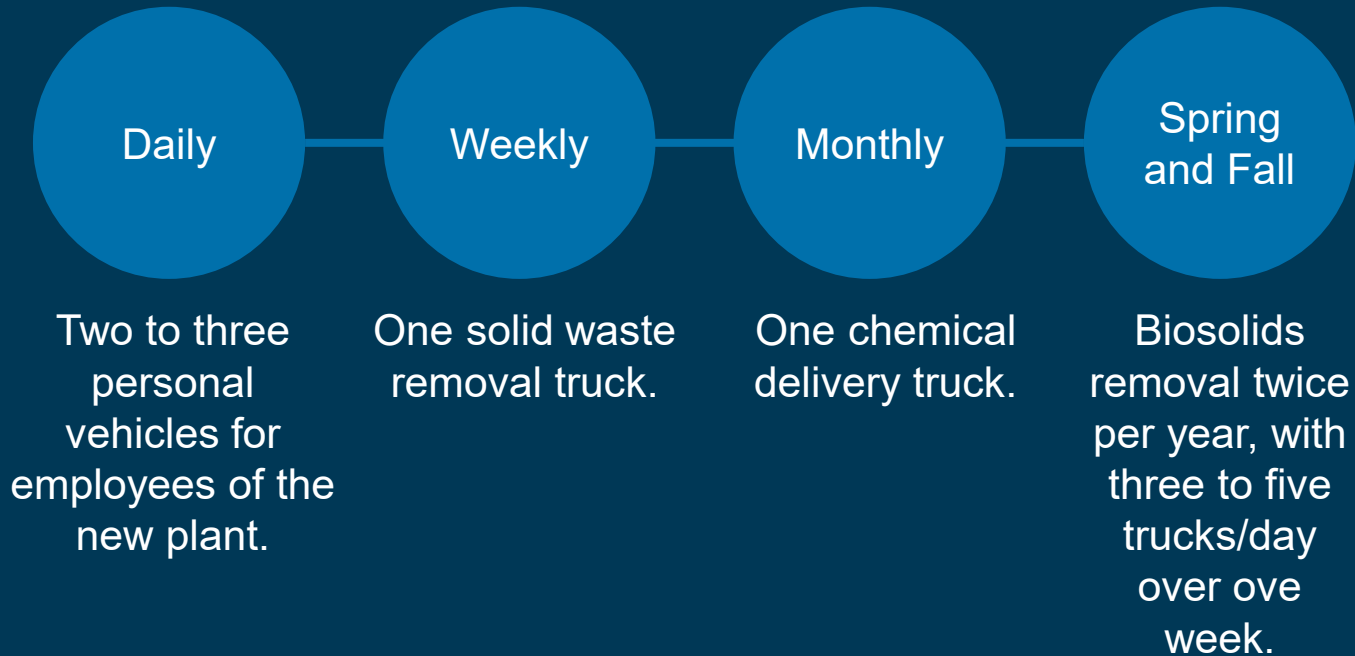 Daily
Two to three
personal
vehicles for
employees of the
new plant.
Weekly
One solid waste
removal truck.
Monthly
One chemical
delivery truck.
Spring
and Fall
Biosolids
removal twice
per year, with
three to five
trucks/day
over ove
week.